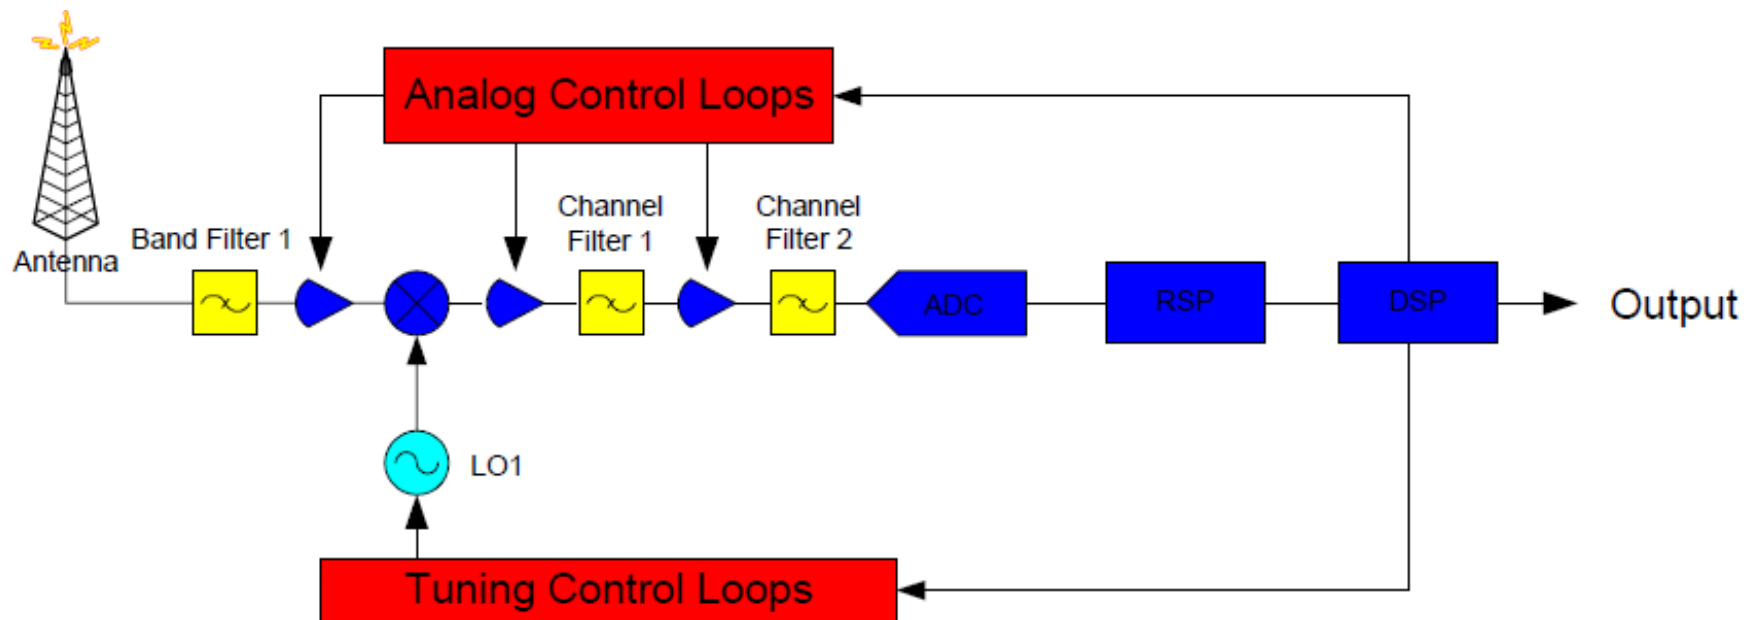 Analog Control Loops
Antenna
Band Filter 1
Channel
Filter 1
Channel
Filter 2
ADC
RSP
DSP
Output
LO1
Tuning Control Loops